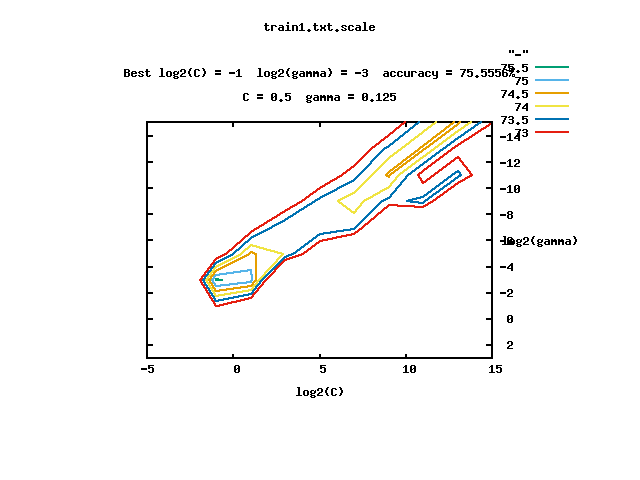 train1.txt.scale
"-"
Best log2(C) = -1  log2(gamma) = -3  accuracy = 75.5556%
75.5
75
C = 0.5  gamma = 0.125
74.5
74
73.5
73
-14
-12
-10
-8
-6
log2(gamma)
-4
-2
0
2
-5 0 5 10 15
log2(C)